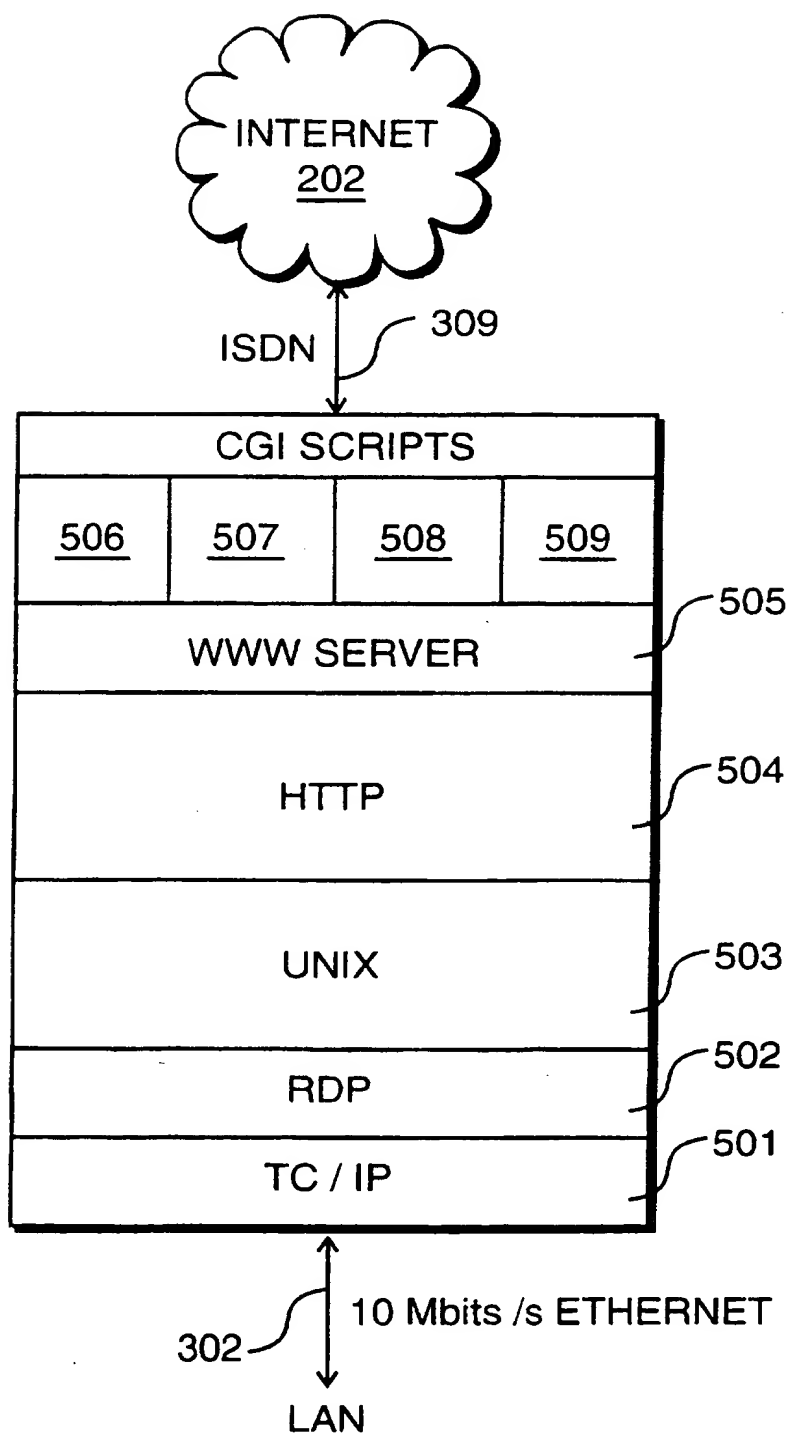 INTERNET
202
ISDN
309
CGI SCRIPTS
506 507 508 509
505
WWW SERVER
504
HTTP
503
UNIX
502
RDP
501
TC / IP
302
10 Mbits /s ETHERNET
LAN